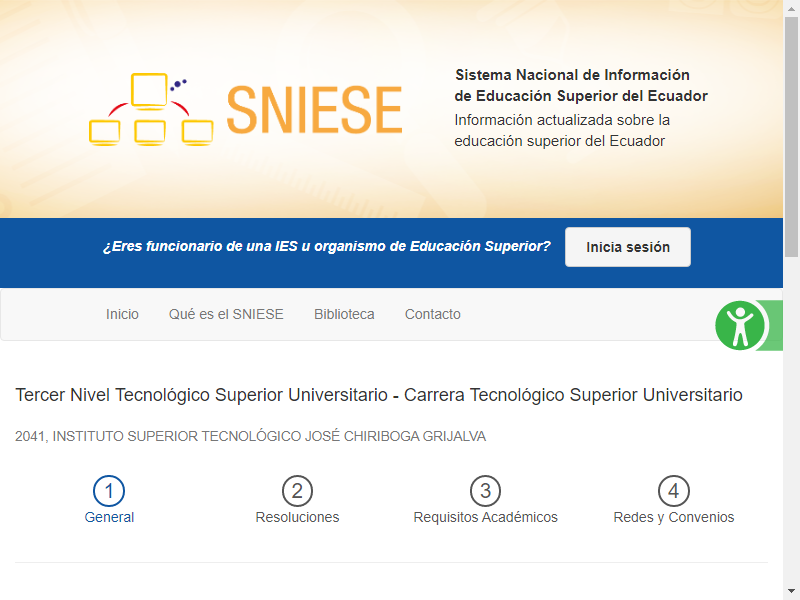 SNIESE
Sistema Nacional de Información
de Educación Superior del Ecuador
Información actualizada sobre la
educación superior del Ecuador
¿Eres funcionario de una IES u organismo de Educación Superior?
Inicia sesión
Inicio
Qué es el SNIESE
Biblioteca
Contacto
Tercer Nivel Tecnológico Superior Universitario - Carrera Tecnológico Superior Universitario
2041, INSTITUTO SUPERIOR TECNOLÓGICO JOSÉ CHIRIBOGA GRIJALVA
1
General
2
Resoluciones
3
Requisitos Académicos
4
Redes y Convenios